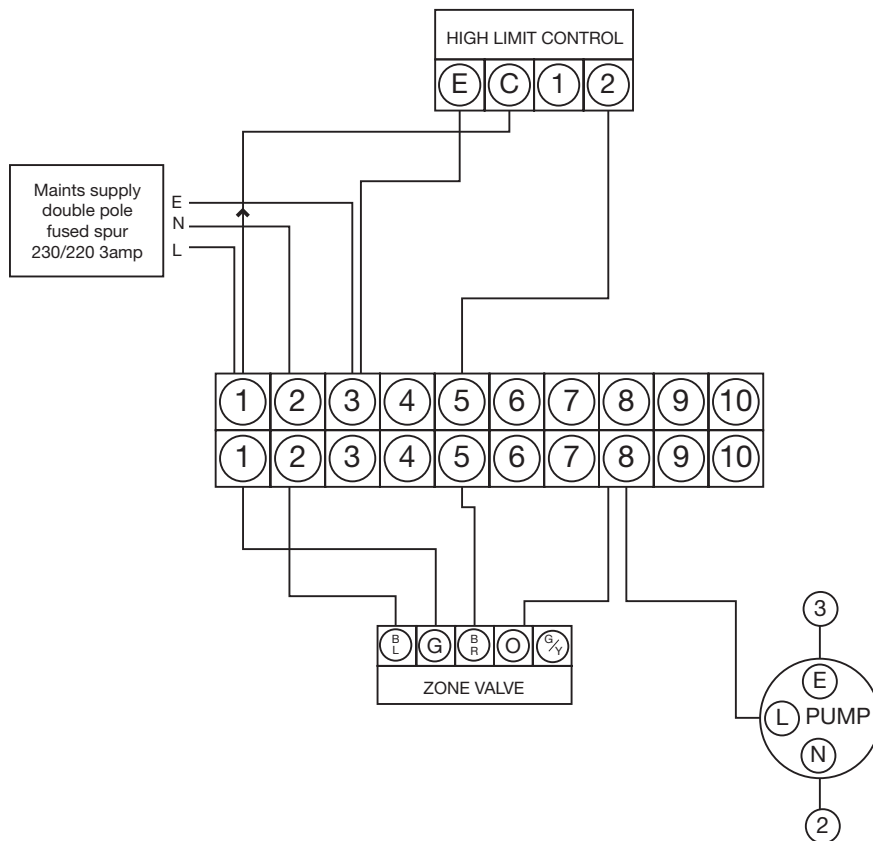 HIGH LIMIT CONTROL
E C 1 2
Maints supply
double pole
fused spur
230/220 3amp
E
N
L
1 2 3 4 5 6 7 8 9 10
1 2 3 4 5 6 7 8 9 10
BL G BR O G/Y
ZONE VALVE
3
E
L PUMP
N
2